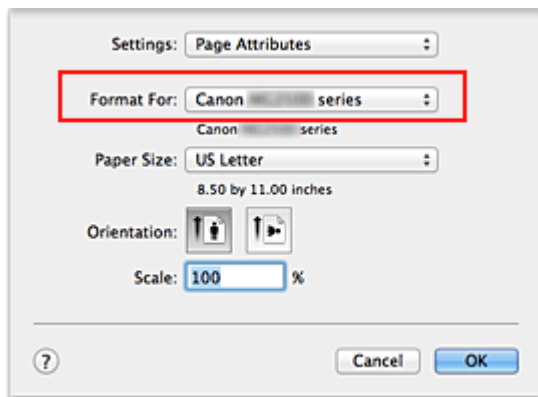 Settings: Page Attributes
Format For: Canon series
Canon series
Paper Size: US Letter
8.50 by 11.00 inches
Orientation:
Scale: 100 %
? Cancel OK